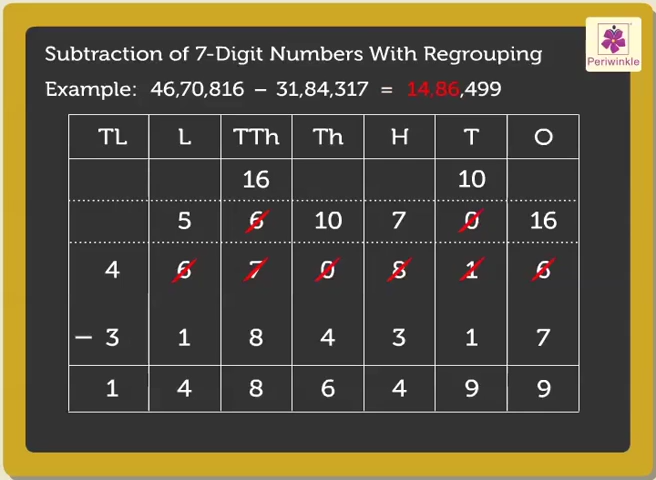 Subtraction of 7-Digit Numbers With Regrouping
Periwinkle
Example: 46,70,816 – 31,84,317 = 14,86,499
TL L TTh Th H T O
16 10
5 6 10 7 0 16
4 6 7 0 8 1 6
– 3 1 8 4 3 1 7
1 4 8 6 4 9 9